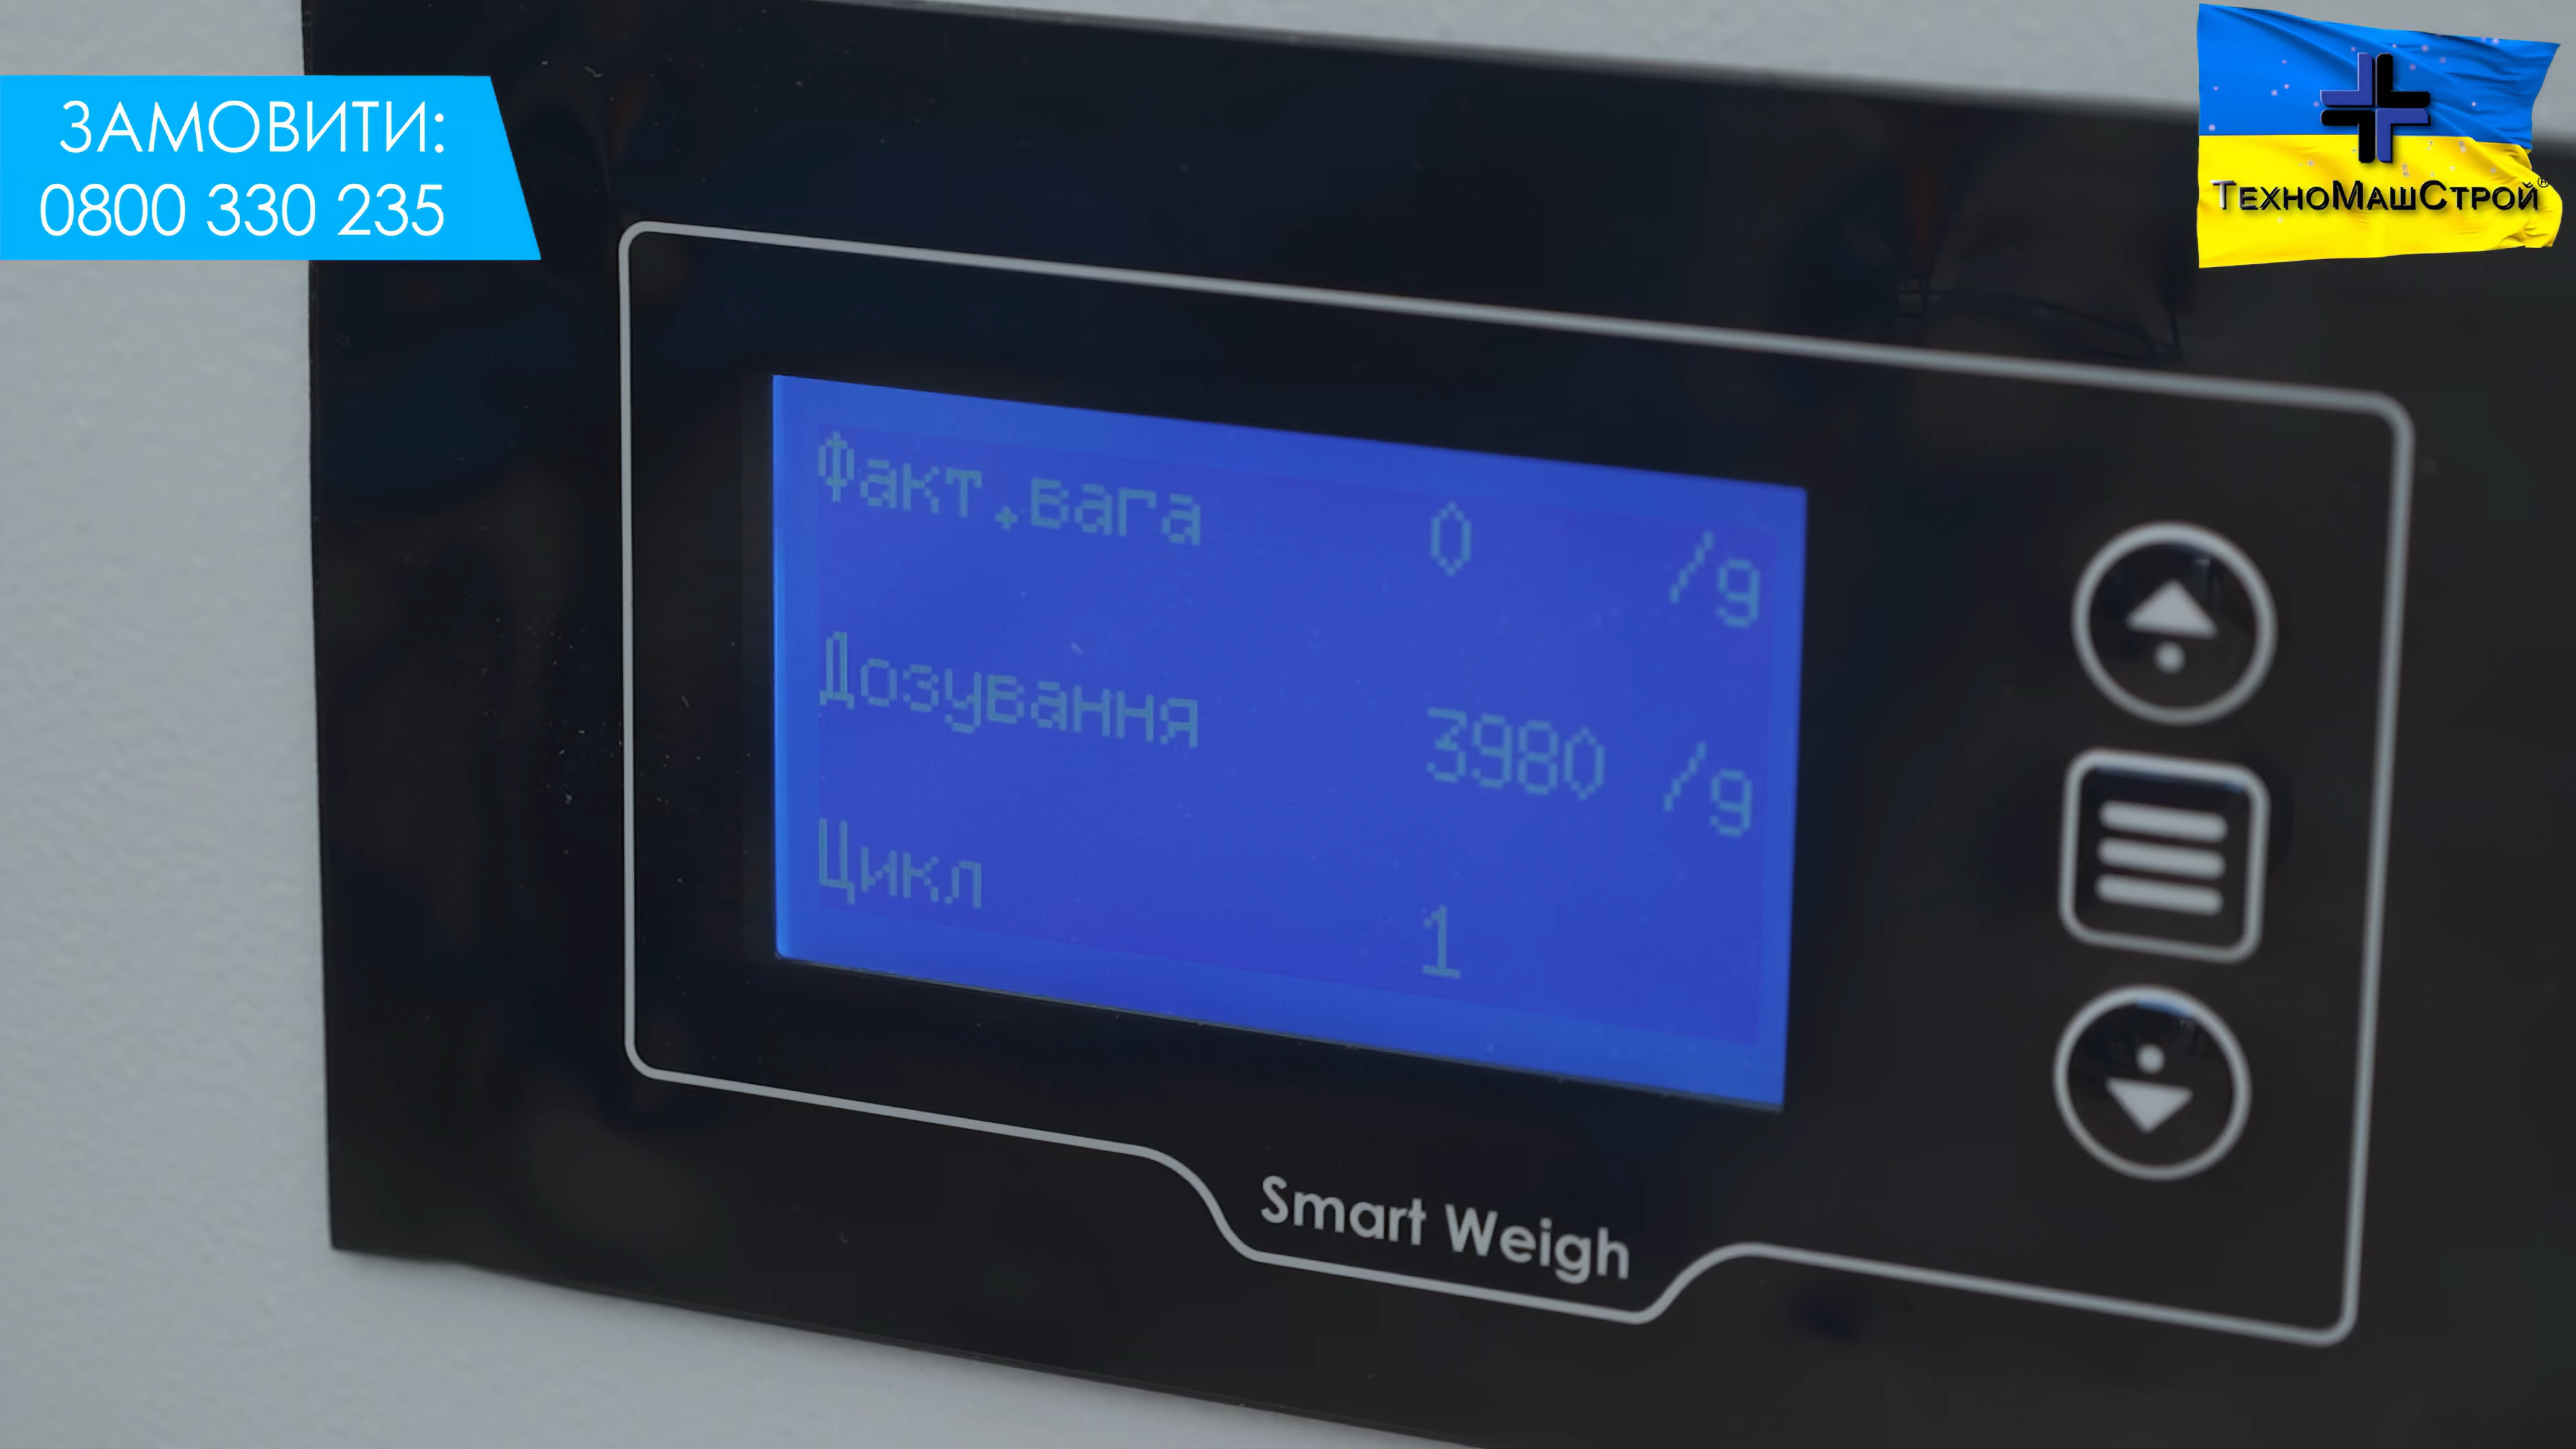 ЗАМОВИТИ:
0800 330 235
ТЕХНОМАШСТРОЙ®
Факт.вага 0 /g
Дозування 3980 /g
Цикл 1
Smart Weigh